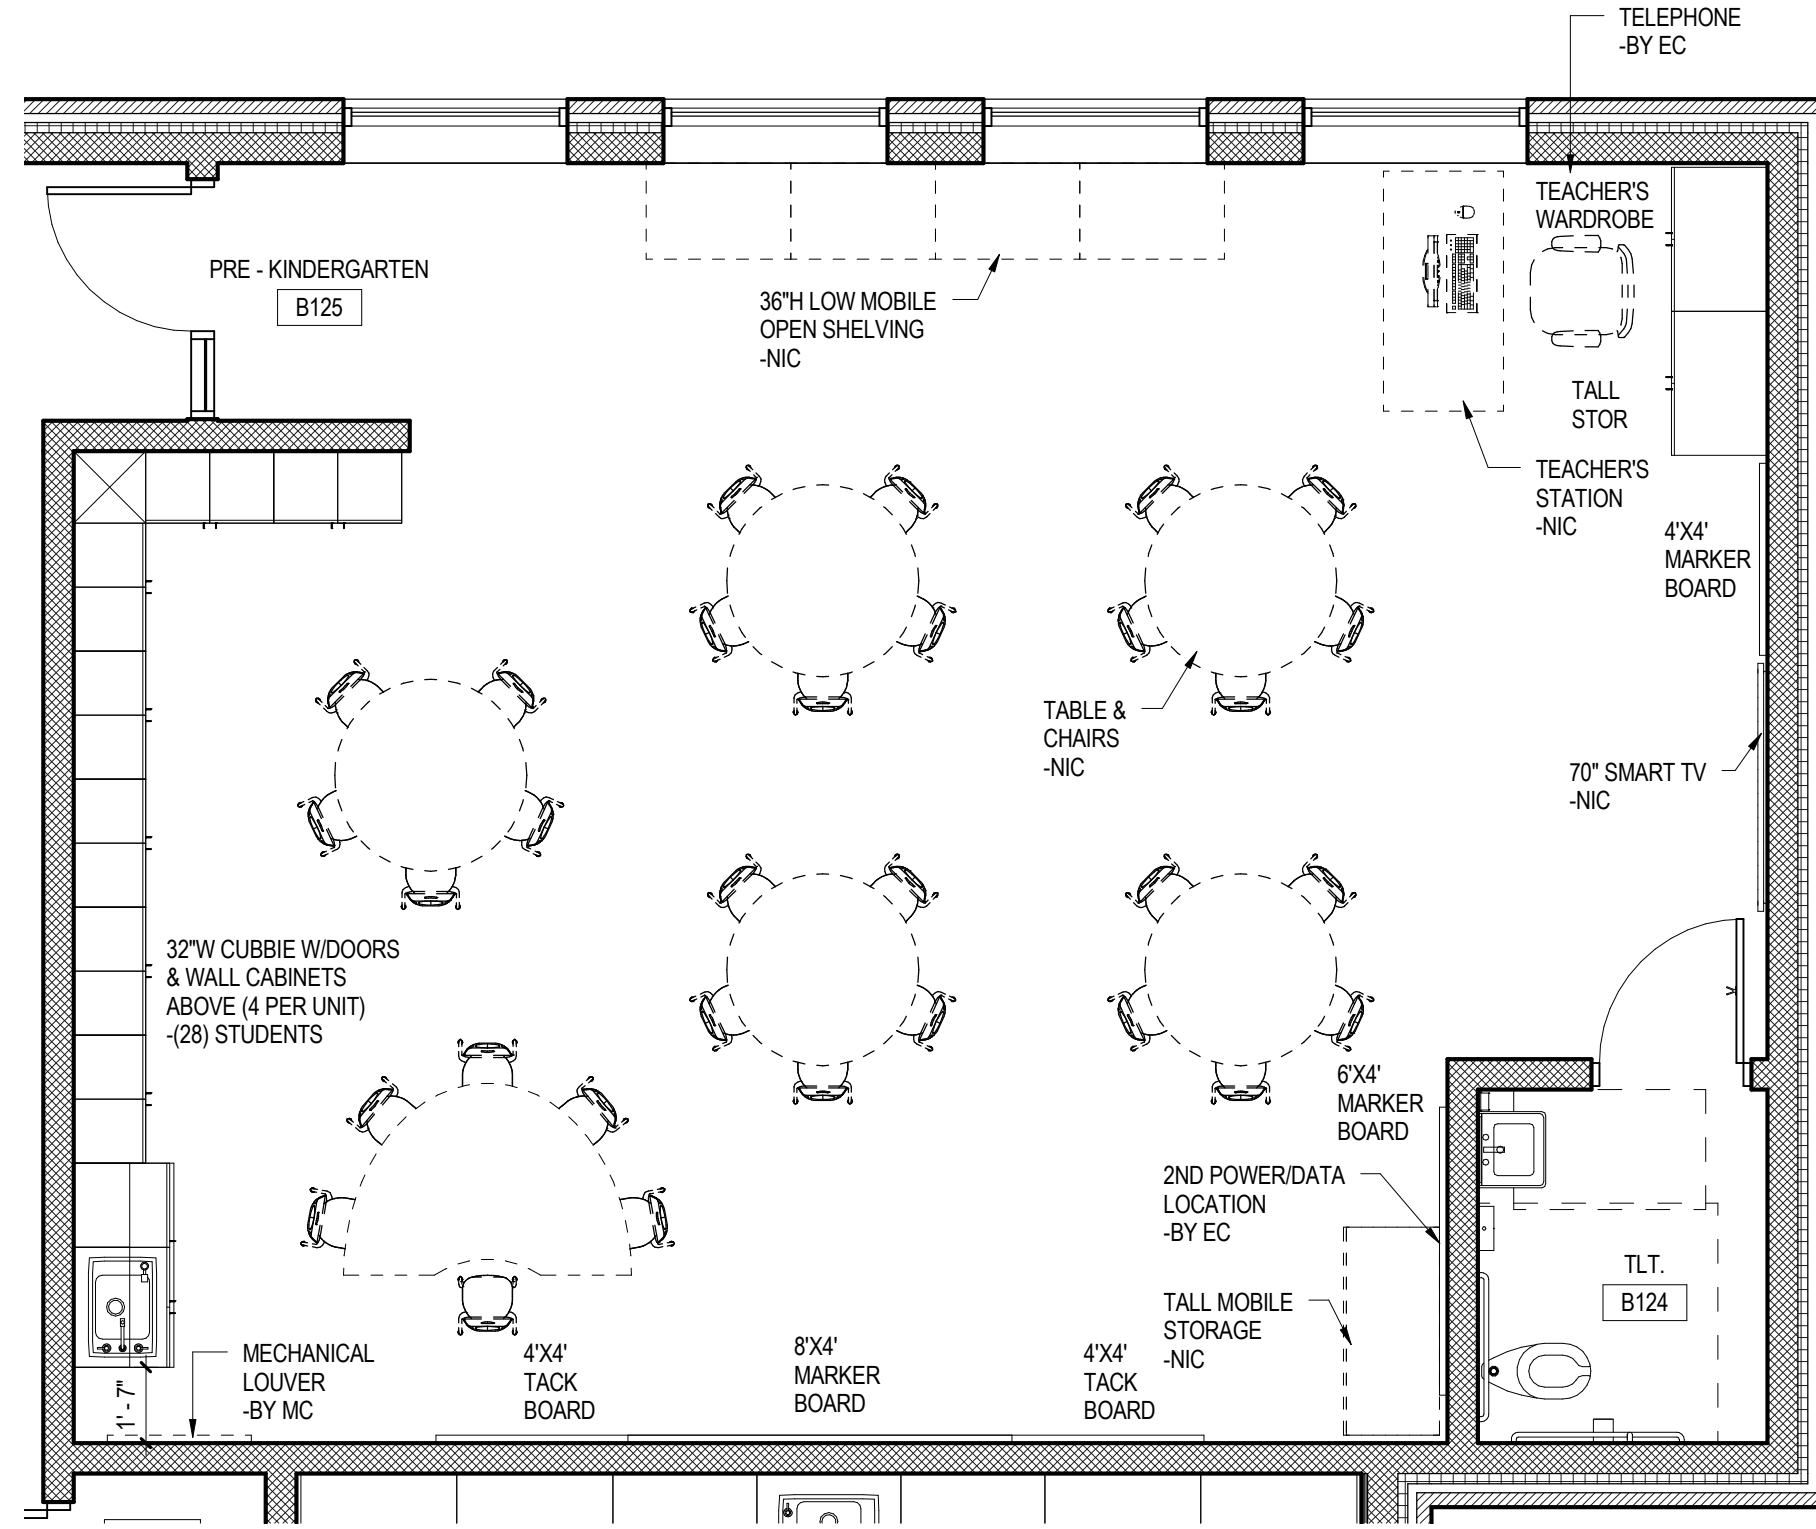 TELEPHONE
-BY EC
TEACHER'S
WARDROBE
PRE - KINDERGARTEN
B125
36"H LOW MOBILE
OPEN SHELVING
-NIC
TALL
STOR
TEACHER'S
STATION
-NIC
4'X4'
MARKER
BOARD
TABLE &
CHAIRS
-NIC
70" SMART TV
-NIC
32"W CUBBIE W/DOORS
& WALL CABINETS
ABOVE (4 PER UNIT)
-(28) STUDENTS
6'X4'
MARKER
BOARD
2ND POWER/DATA
LOCATION
-BY EC
TLT.
B124
TALL MOBILE
STORAGE
-NIC
MECHANICAL
LOUVER
-BY MC
4'X4'
TACK
BOARD
8'X4'
MARKER
BOARD
4'X4'
TACK
BOARD
1' - 7"